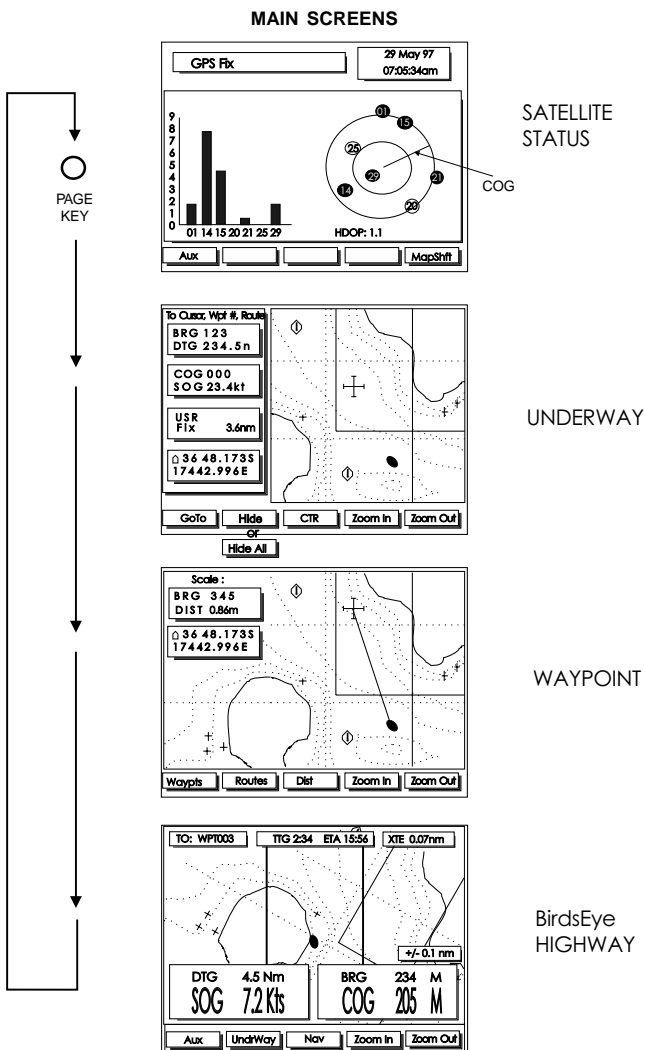 MAIN SCREENS
GPS Fix
29 May 97
07:05:34am
9
8
7
6
5
4
3
2
1
0
01 14 15 20 21 25 29
01
15
25
29
14
21
20
HDOP: 1.1
COG
Aux
MapShft
SATELLITE
STATUS
PAGE
KEY
To Cursor, Wpt #, Route
BRG 123
DTG 234.5n
COG 000
SOG 23.4kt
USR
Fix 3.6nm
36 48.173S
17442.996E
GoTo Hide CTR Zoom In Zoom Out
or
Hide All
UNDERWAY
Scale :
BRG 345
DIST 0.86m
36 48.173S
17442.996E
Waypts Routes Dist Zoom In Zoom Out
WAYPOINT
TO: WPT003 TTG 2:34 ETA 15:56 XTE 0.07nm
+/- 0.1 nm
DTG 4.5 Nm
SOG 7.2 Kts
BRG 234 M
COG 205 M
Aux UndrWay Nav Zoom In Zoom Out
BirdsEye
HIGHWAY